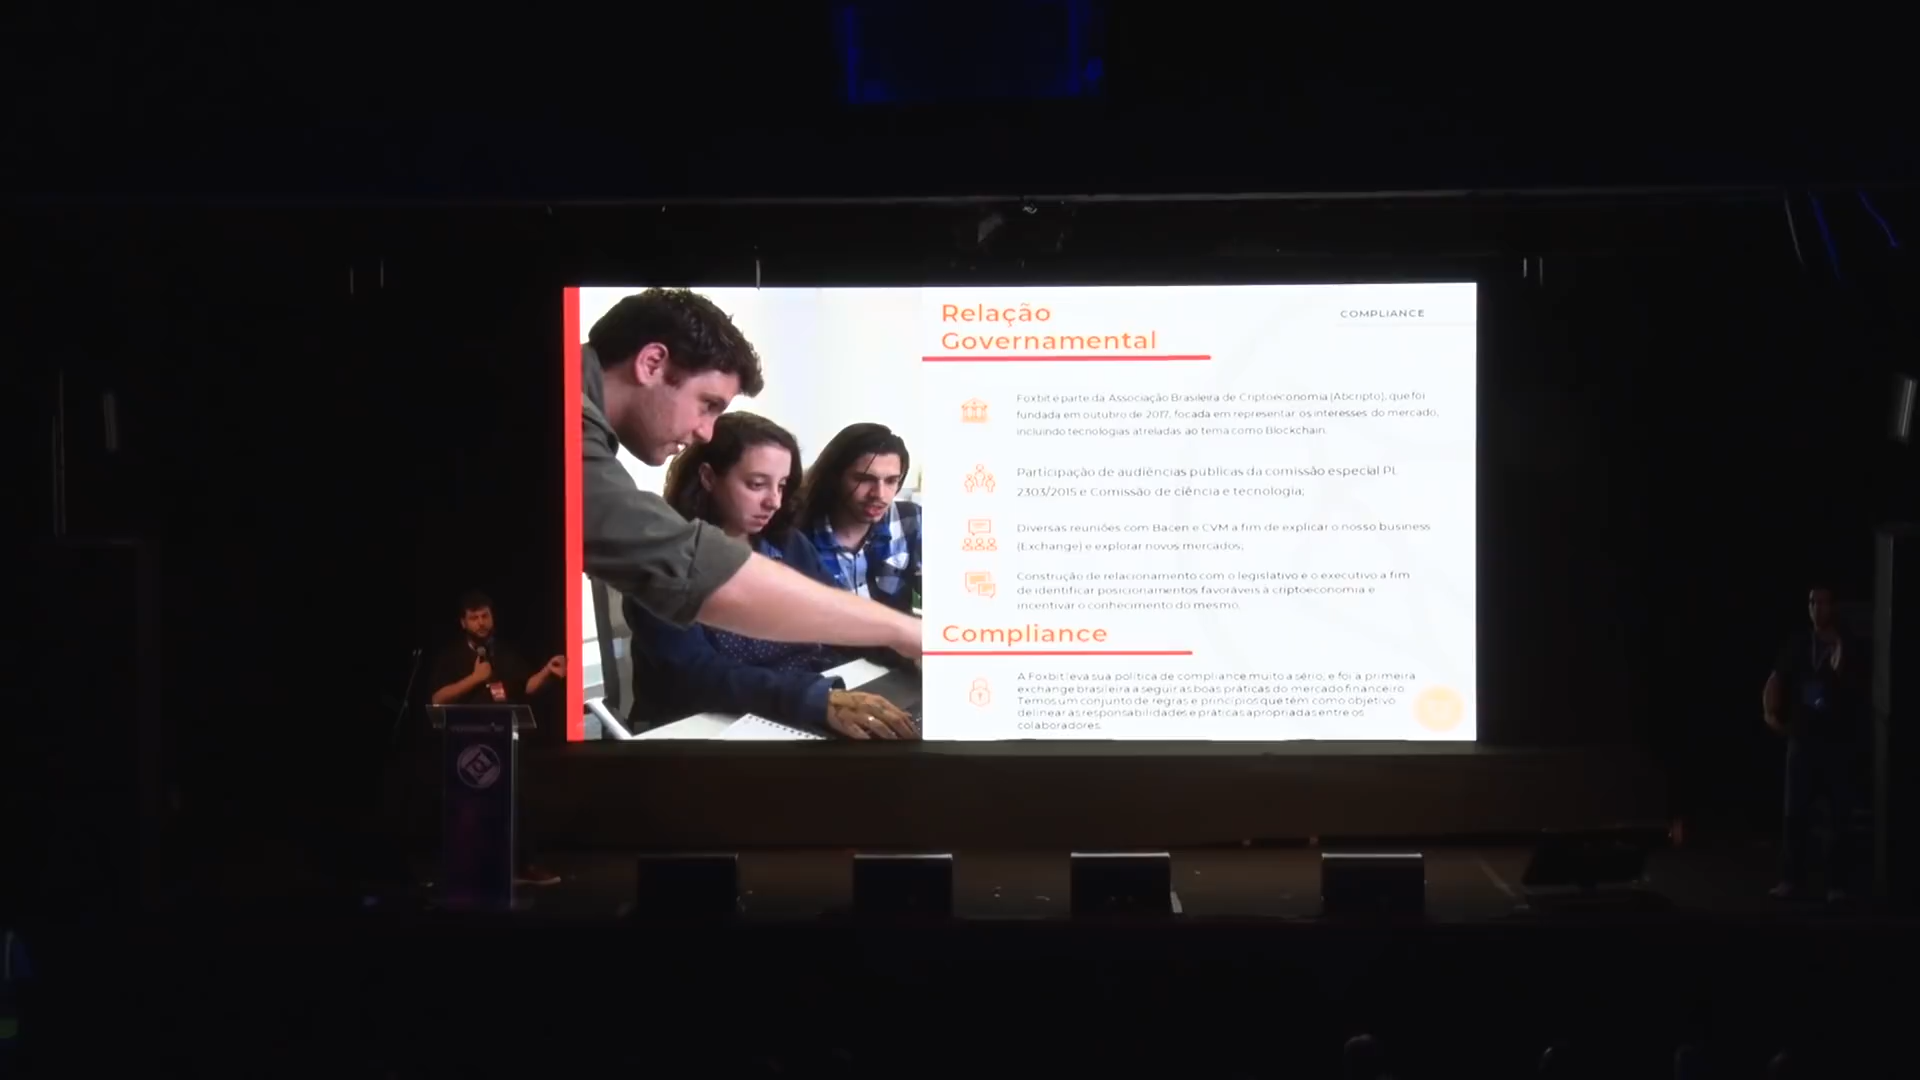 Relação
Governamental
COMPLIANCE
Foxbit é parte da Associação Brasileira de Criptoeconomia (Abcripto), que foi
fundada em outubro de 2017, focada em representar os interesses do mercado,
incluindo tecnologias atreladas ao tema como Blockchain.
Participação de audiências públicas da comissão especial PL
2303/2015 e Comissão de ciência e tecnologia;
Diversas reuniões com Bacen e CVM a fim de explicar o nosso business
(Exchange) e explorar novos mercados;
Construção de relacionamento com o legislativo e o executivo a fim
de identificar posicionamentos favoráveis à criptoeconomia e
incentivar o conhecimento do mesmo.
Compliance
A Foxbit leva sua política de compliance muito a sério, e foi a primeira
exchange brasileira a seguir as boas práticas do mercado financeiro.
Temos um conjunto de regras e princípios que têm como objetivo
delinear as responsabilidades e práticas apropriadas entre os
colaboradores.